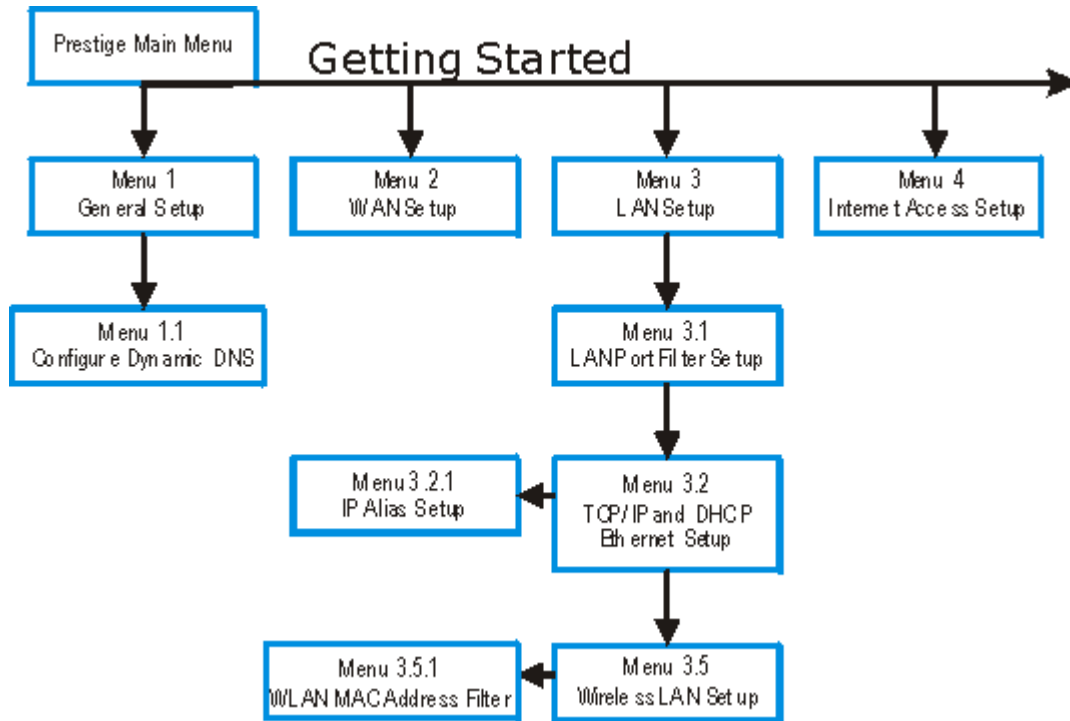 Prestige Main Menu
Getting Started
Menu 1
General Setup
Menu 2
WAN Setup
Menu 3
LAN Setup
Menu 4
Internet Access Setup
Menu 1.1
Configure Dynamic DNS
Menu 3.1
LAN Port Filter Setup
Menu 3.2.1
IP Alias Setup
Menu 3.2
TCP/IP and DHCP
Ethernet Setup
Menu 3.5.1
WLAN MAC Address Filter
Menu 3.5
Wireless LAN Setup